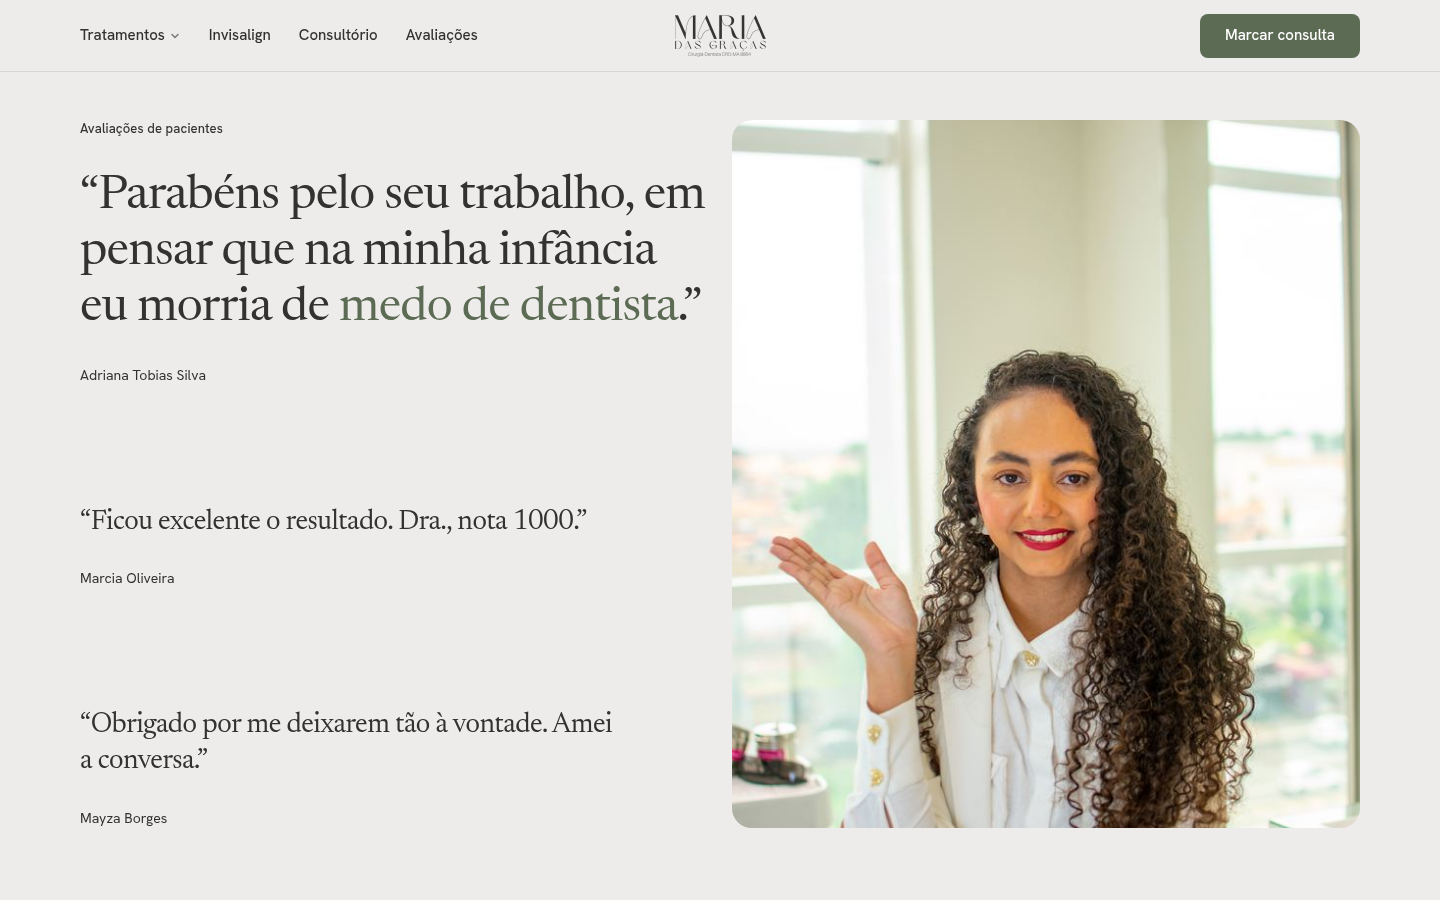 Tratamentos
Invisalign
Consultório
Avaliações
MARIA
DAS GRAÇAS
Marcar consulta
Avaliações de pacientes
“Parabéns pelo seu trabalho, em
pensar que na minha infância
eu morria de medo de dentista.”
Adriana Tobias Silva
“Ficou excelente o resultado. Dra., nota 1000.”
Marcia Oliveira
“Obrigado por me deixarem tão à vontade. Amei
a conversa.”
Mayza Borges